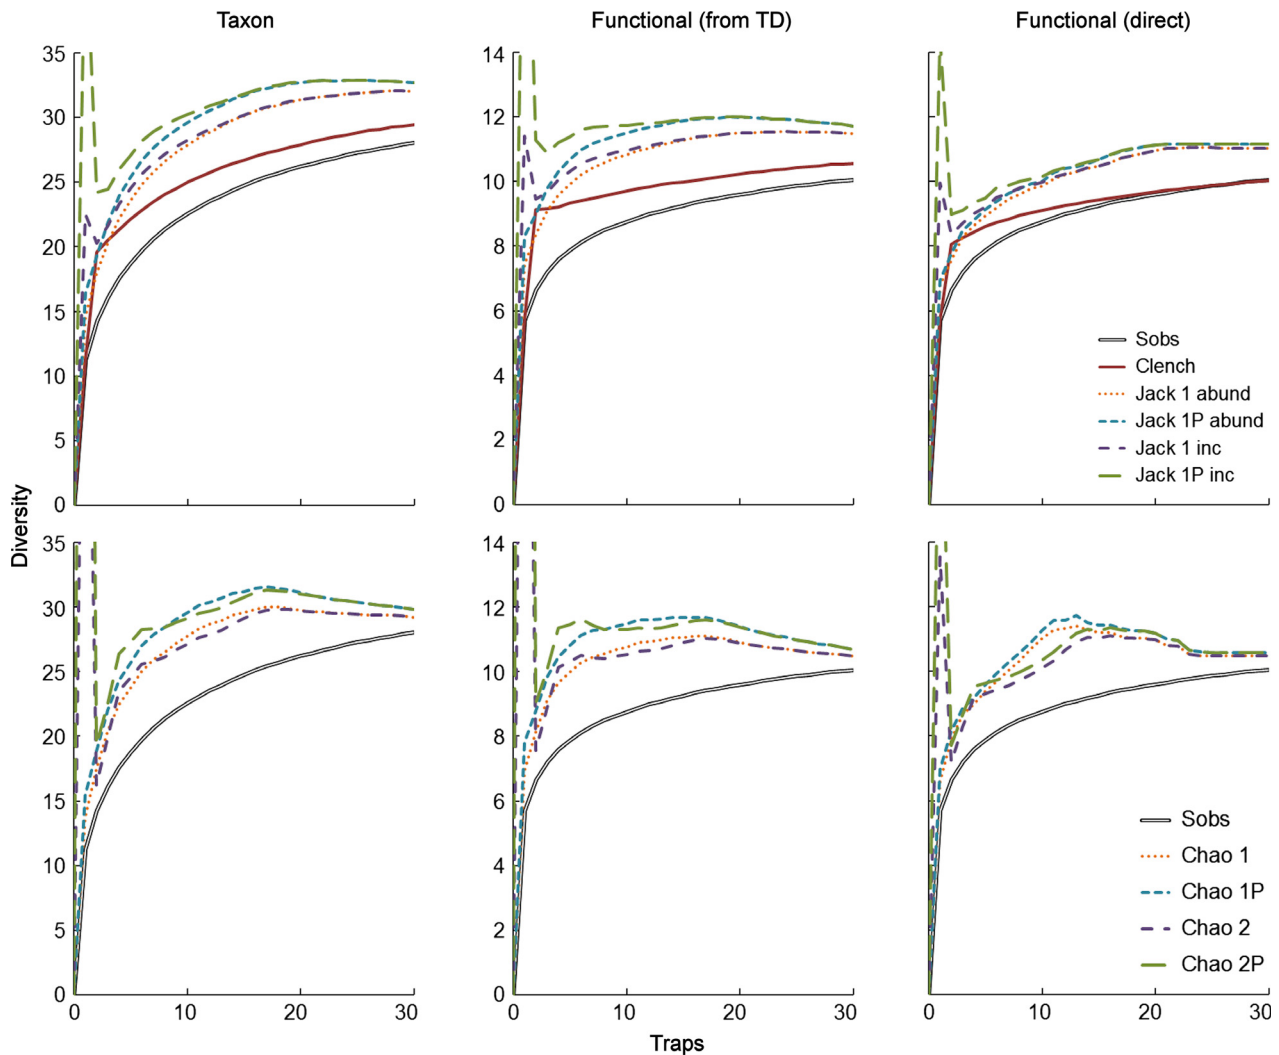 Taxon
Functional (from TD)
Functional (direct)
35
30
25
20
15
10
5
0
14
12
10
8
6
4
2
0
Sobs
Clench
Jack 1 abund
Jack 1P abund
Jack 1 inc
Jack 1P inc
Diversity
35
30
25
20
15
10
5
0
0
10
20
30
14
12
10
8
6
4
2
0
0
10
20
30
Sobs
Chao 1
Chao 1P
Chao 2
Chao 2P
0
10
20
30
Traps